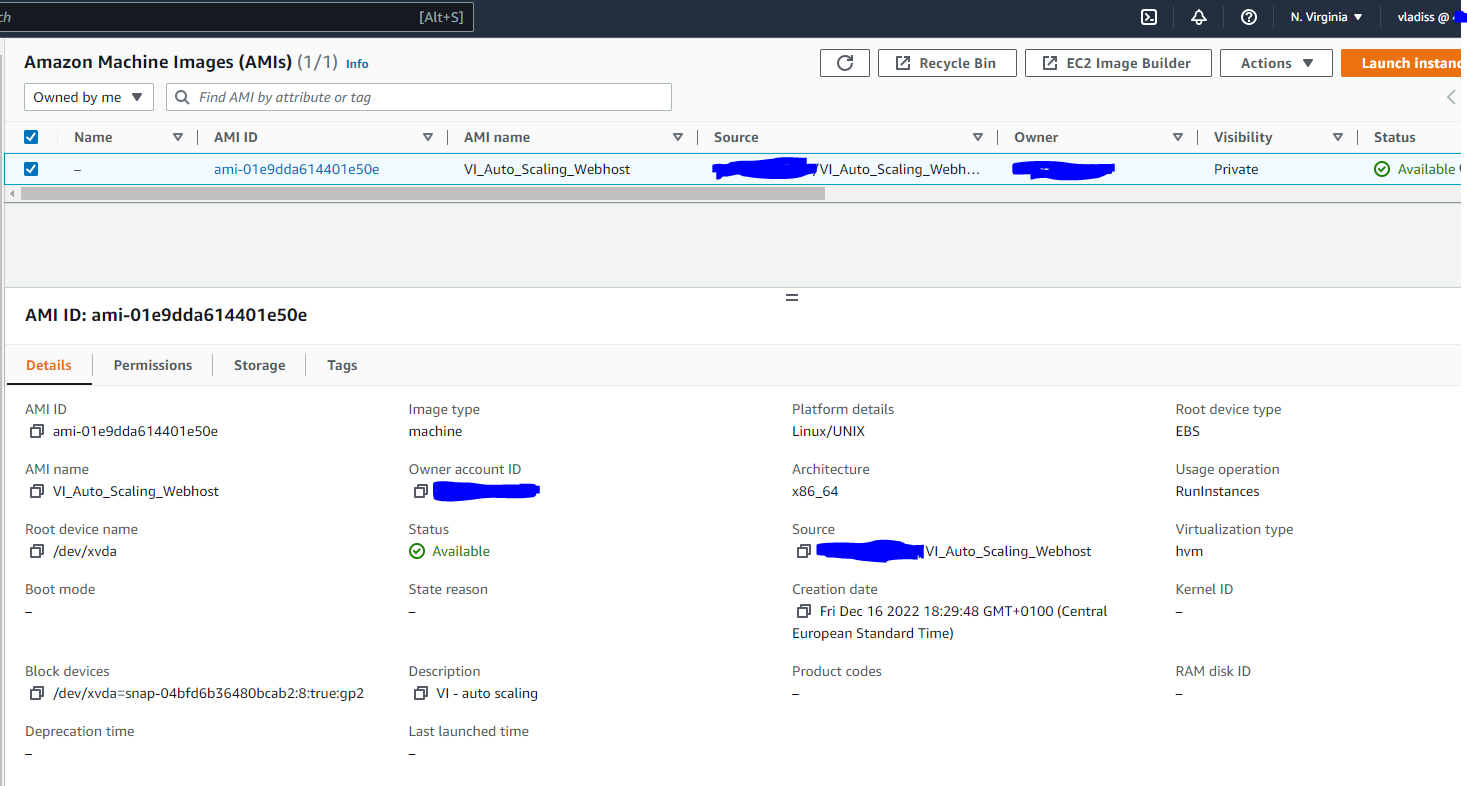 ch [Alt+S] N. Virginia ▼ vladiss @
Amazon Machine Images (AMIs) (1/1) Info Recycle Bin EC2 Image Builder Actions ▼ Launch instanc
Owned by me ▼ Find AMI by attribute or tag
Name AMI ID AMI name Source Owner Visibility Status
– ami-01e9dda614401e50e VI_Auto_Scaling_Webhost /VI_Auto_Scaling_Webh... Private Available
AMI ID: ami-01e9dda614401e50e
Details Permissions Storage Tags
AMI ID Image type Platform details Root device type
ami-01e9dda614401e50e machine Linux/UNIX EBS
AMI name Owner account ID Architecture Usage operation
VI_Auto_Scaling_Webhost x86_64 RunInstances
Root device name Status Source Virtualization type
/dev/xvda Available VI_Auto_Scaling_Webhost hvm
Boot mode State reason Creation date Kernel ID
– – Fri Dec 16 2022 18:29:48 GMT+0100 (Central –
European Standard Time)
Block devices Description Product codes RAM disk ID
/dev/xvda=snap-04bfd6b36480bcab2:8:true:gp2 VI - auto scaling – –
Deprecation time Last launched time
– –